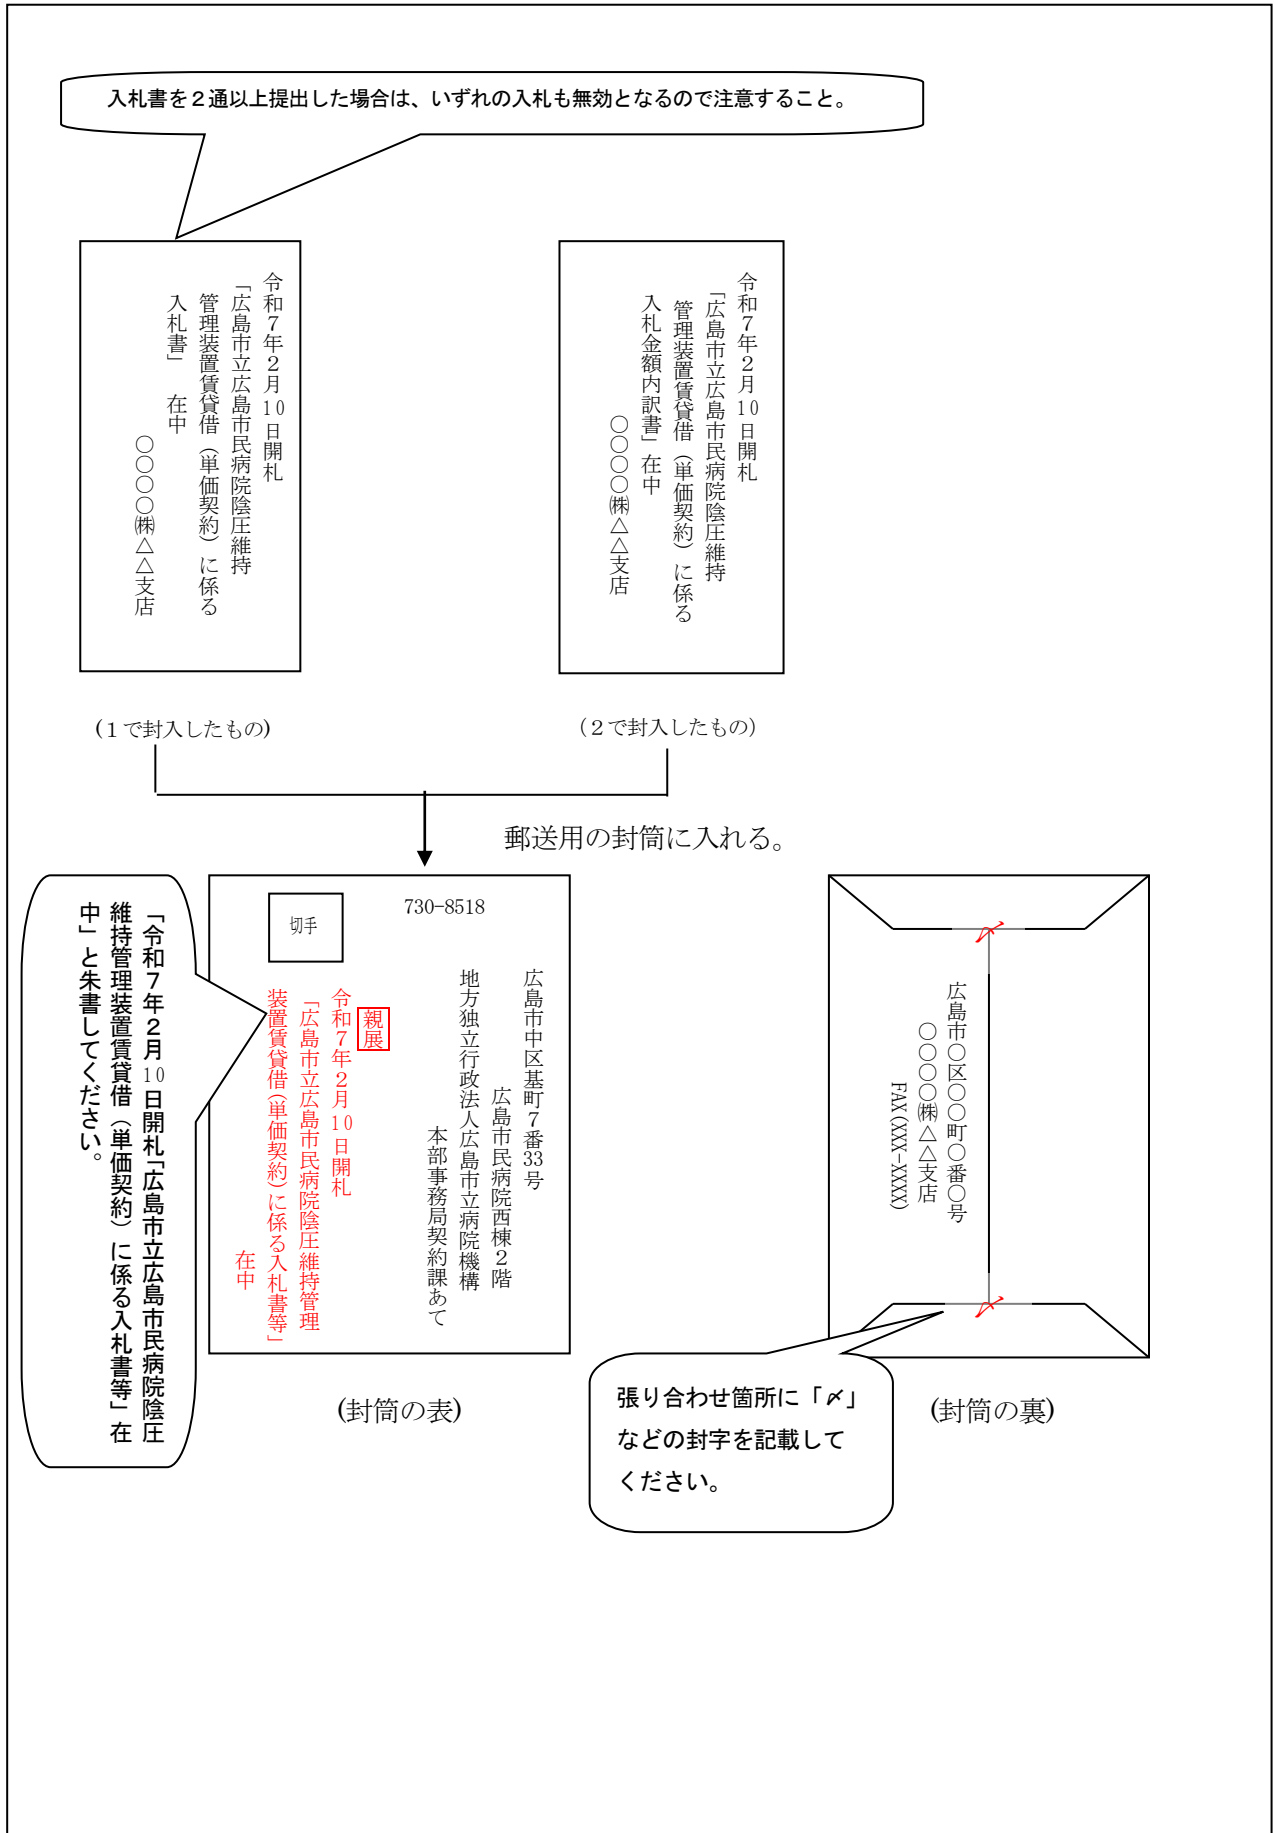 入札書を２通以上提出した場合は、いずれの入札も無効となるので注意すること。
令和７年２月10日開札
「広島市立広島市民病院陰圧維持
管理装置賃貸借（単価契約）に係る
入札書」　在中
〇〇〇〇㈱△△支店
(１で封入したもの)
令和７年２月10日開札
「広島市立広島市民病院陰圧維持
管理装置賃貸借（単価契約）に係る
入札金額内訳書」在中
〇〇〇〇㈱△△支店
（２で封入したもの）
郵送用の封筒に入れる。
「令和７年２月10日開札「広島市立広島市民病院陰圧
維持管理装置賃貸借（単価契約）に係る入札書等」在
中」と朱書してください。
切手
730-8518
広島市中区基町７番33号
広島市民病院西棟２階
地方独立行政法人広島市立病院機構
本部事務局契約課あて
親展
令和７年２月10日開札
「広島市立広島市民病院陰圧維持管理
装置賃貸借（単価契約）に係る入札書等」
在中
(封筒の表)
〆
広島市〇区〇〇町〇番〇号
〇〇〇〇㈱△△支店
FAX(XXX-XXXX)
〆
張り合わせ箇所に「〆」
などの封字を記載して
ください。
(封筒の裏)